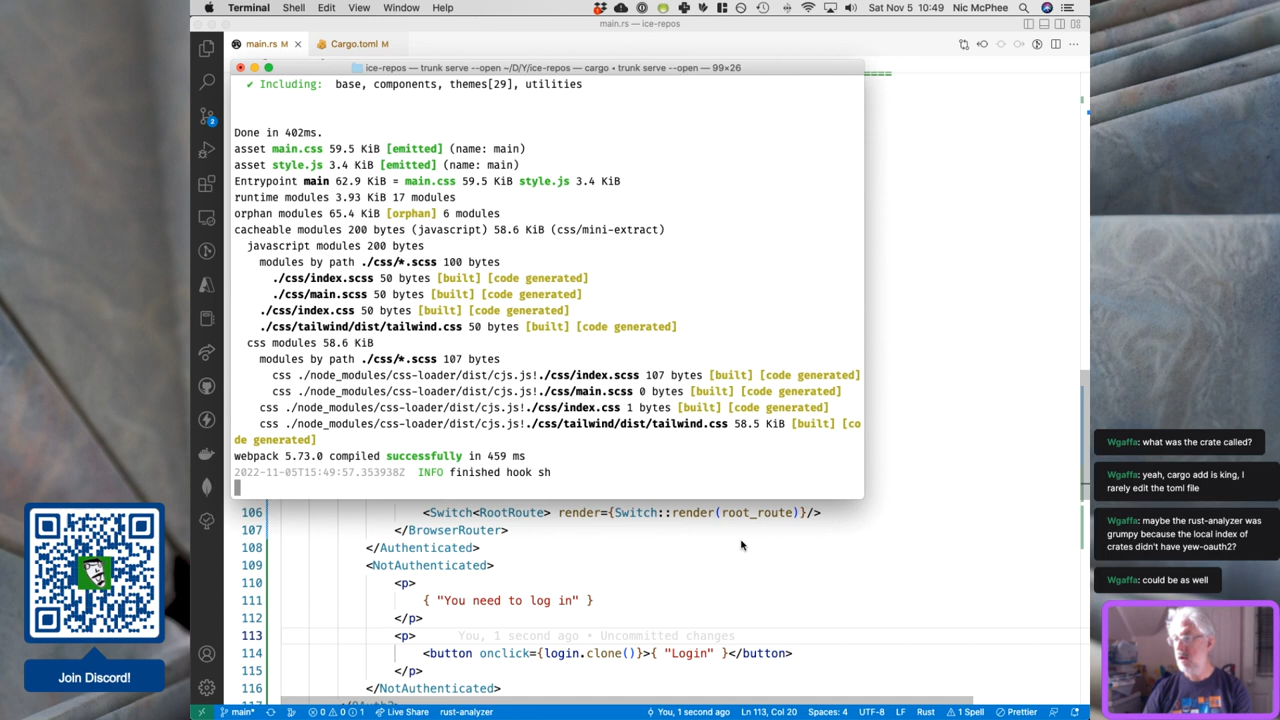 Terminal Shell Edit View Window Help Nic McPhee Sat Nov 5 10:49
main.rs — ice-repos
main.rs M Cargo.toml M
ice-repos — trunk serve --open ~/D/Y/ice-repos — cargo • trunk serve --open — 99×26
✔ Including: base, components, themes[29], utilities
Done in 402ms.
asset main.css 59.5 KiB [emitted] (name: main)
asset style.js 3.4 KiB [emitted] (name: main)
Entrypoint main 62.9 KiB = main.css 59.5 KiB style.js 3.4 KiB
runtime modules 3.93 KiB 17 modules
orphan modules 65.4 KiB [orphan] 6 modules
cacheable modules 200 bytes (javascript) 58.6 KiB (css/mini-extract)
javascript modules 200 bytes
modules by path ./css/*.scss 100 bytes
./css/index.scss 50 bytes [built] [code generated]
./css/main.scss 50 bytes [built] [code generated]
./css/index.css 50 bytes [built] [code generated]
./css/tailwind/dist/tailwind.css 50 bytes [built] [code generated]
css modules 58.6 KiB
modules by path ./css/*.scss 107 bytes
css ./node_modules/css-loader/dist/cjs.js!./css/index.scss 107 bytes [built] [code generated]
css ./node_modules/css-loader/dist/cjs.js!./css/main.scss 0 bytes [built] [code generated]
css ./node_modules/css-loader/dist/cjs.js!./css/index.css 1 bytes [built] [code generated]
css ./node_modules/css-loader/dist/cjs.js!./css/tailwind/dist/tailwind.css 58.5 KiB [built] [co
de generated]
webpack 5.73.0 compiled successfully in 459 ms
2022-11-05T15:49:57.353938Z INFO finished hook sh
106 <Switch<RootRoute> render={Switch::render(root_route)}/>
107 </BrowserRouter>
108 </Authenticated>
109 <NotAuthenticated>
110 <p>
111 { "You need to log in" }
112 </p>
113 <p> You, 1 second ago • Uncommitted changes
114 <button onclick={login.clone()}>{ "Login" }</button>
115 </p>
116 </NotAuthenticated>
117
main* 0 0 1 Live Share rust-analyzer You, 1 second ago Ln 113, Col 20 Spaces: 4 UTF-8 LF Rust 1 Spell Prettier
2
Wgaffa: what was the crate called?
Wgaffa: yeah, cargo add is king, I
rarely edit the toml file
Wgaffa: maybe the rust-analyzer was
grumpy because the local index of
crates didn't have yew-oauth2?
Wgaffa: could be as well
Join Discord!